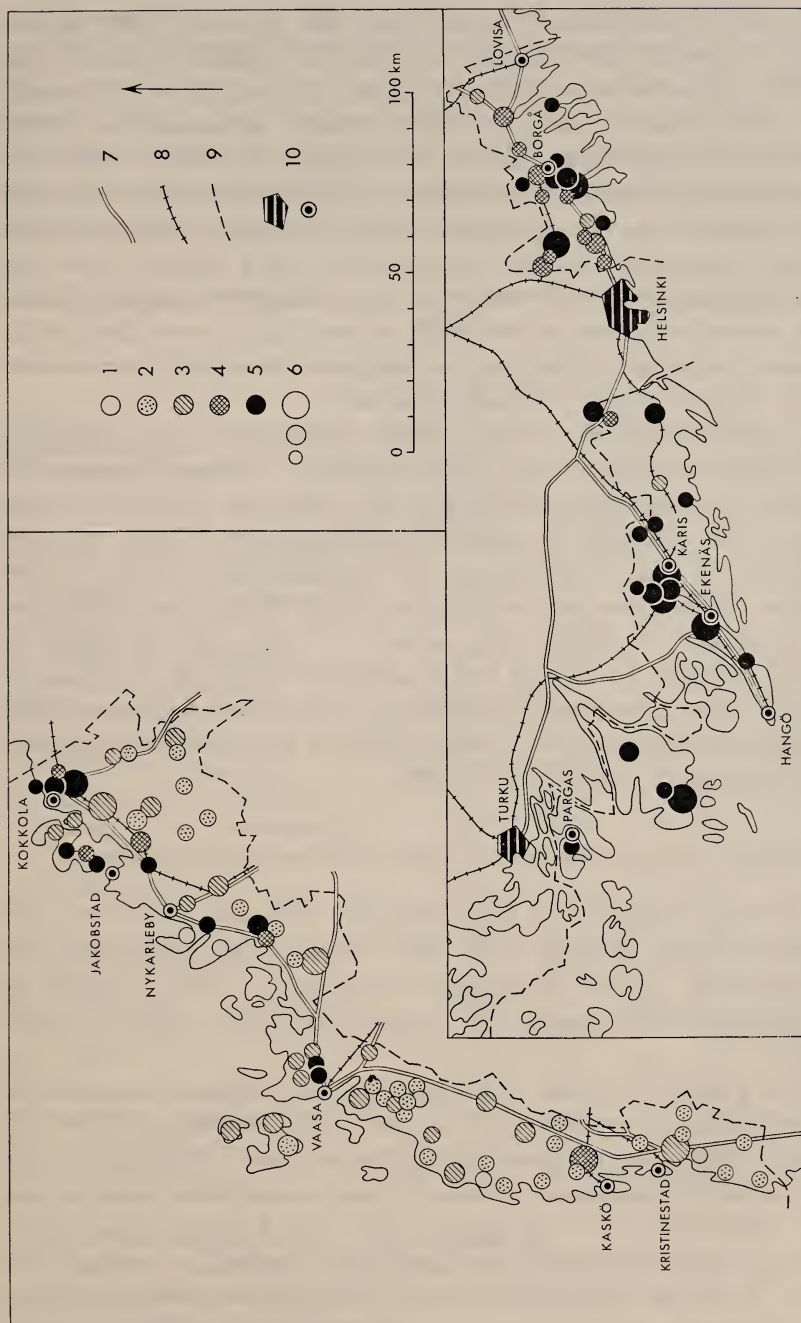 KOKKOLA
JAKOBSTAD
NYKARLEBY
VAASA
KASKÖ
KRISTINESTAD
1
2
3
4
5
6
7
8
9
10
0
50
100 km
LOVISA
BORGÅ
HELSINKI
KARIS
EKENÄS
HANGÖ
TURKU
PARGAS